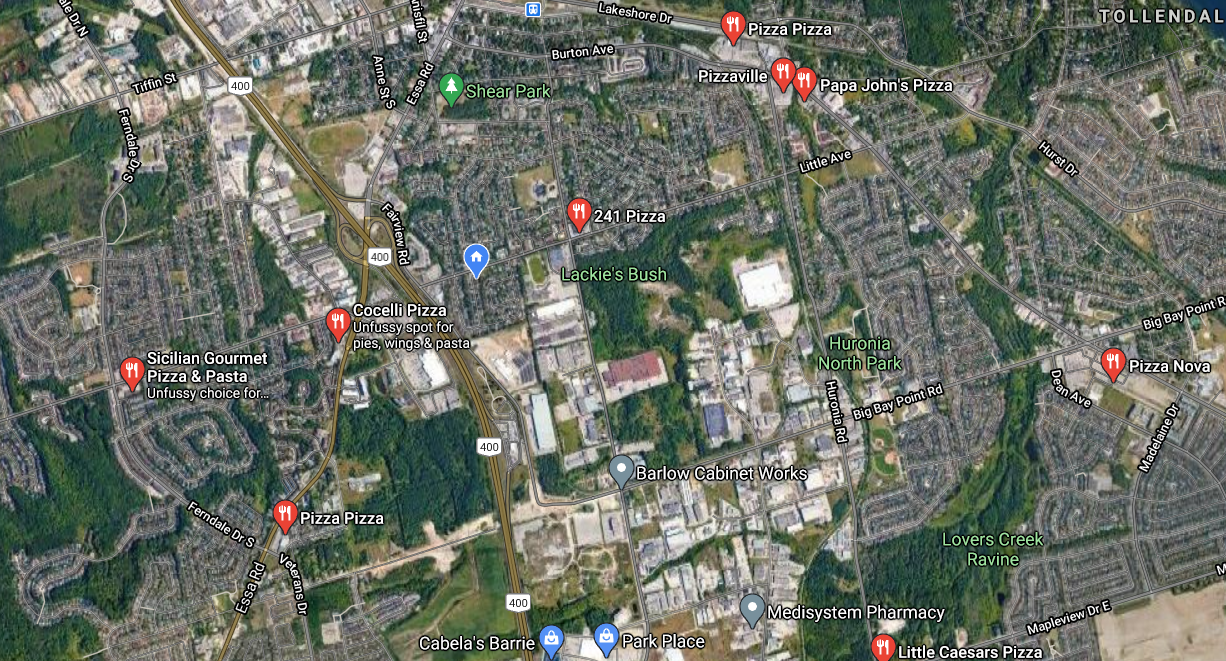 Lakeshore Dr
TOLLENDAL
Pizza Pizza
Burton Ave
Tiffin St
400
Anne St S
Essa Rd
Shear Park
Pizzaville
Papa John's Pizza
Ferndale Dr S
Little Ave
Hurst Dr
Fairview Rd
241 Pizza
400
Lackie's Bush
Cocelli Pizza
Unfussy spot for
pies, wings & pasta
Big Bay Point R
Sicilian Gourmet
Pizza & Pasta
Unfussy choice for...
Huronia
North Park
Pizza Nova
Dean Ave
Huronia Rd
Big Bay Point Rd
Madelaine Dr
400
Barlow Cabinet Works
Pizza Pizza
Ferndale Dr S
Lovers Creek
Ravine
Veterans Dr
Essa Rd
400
Medisystem Pharmacy
Mapleview Dr E
Cabela's Barrie
Park Place
Little Caesars Pizza